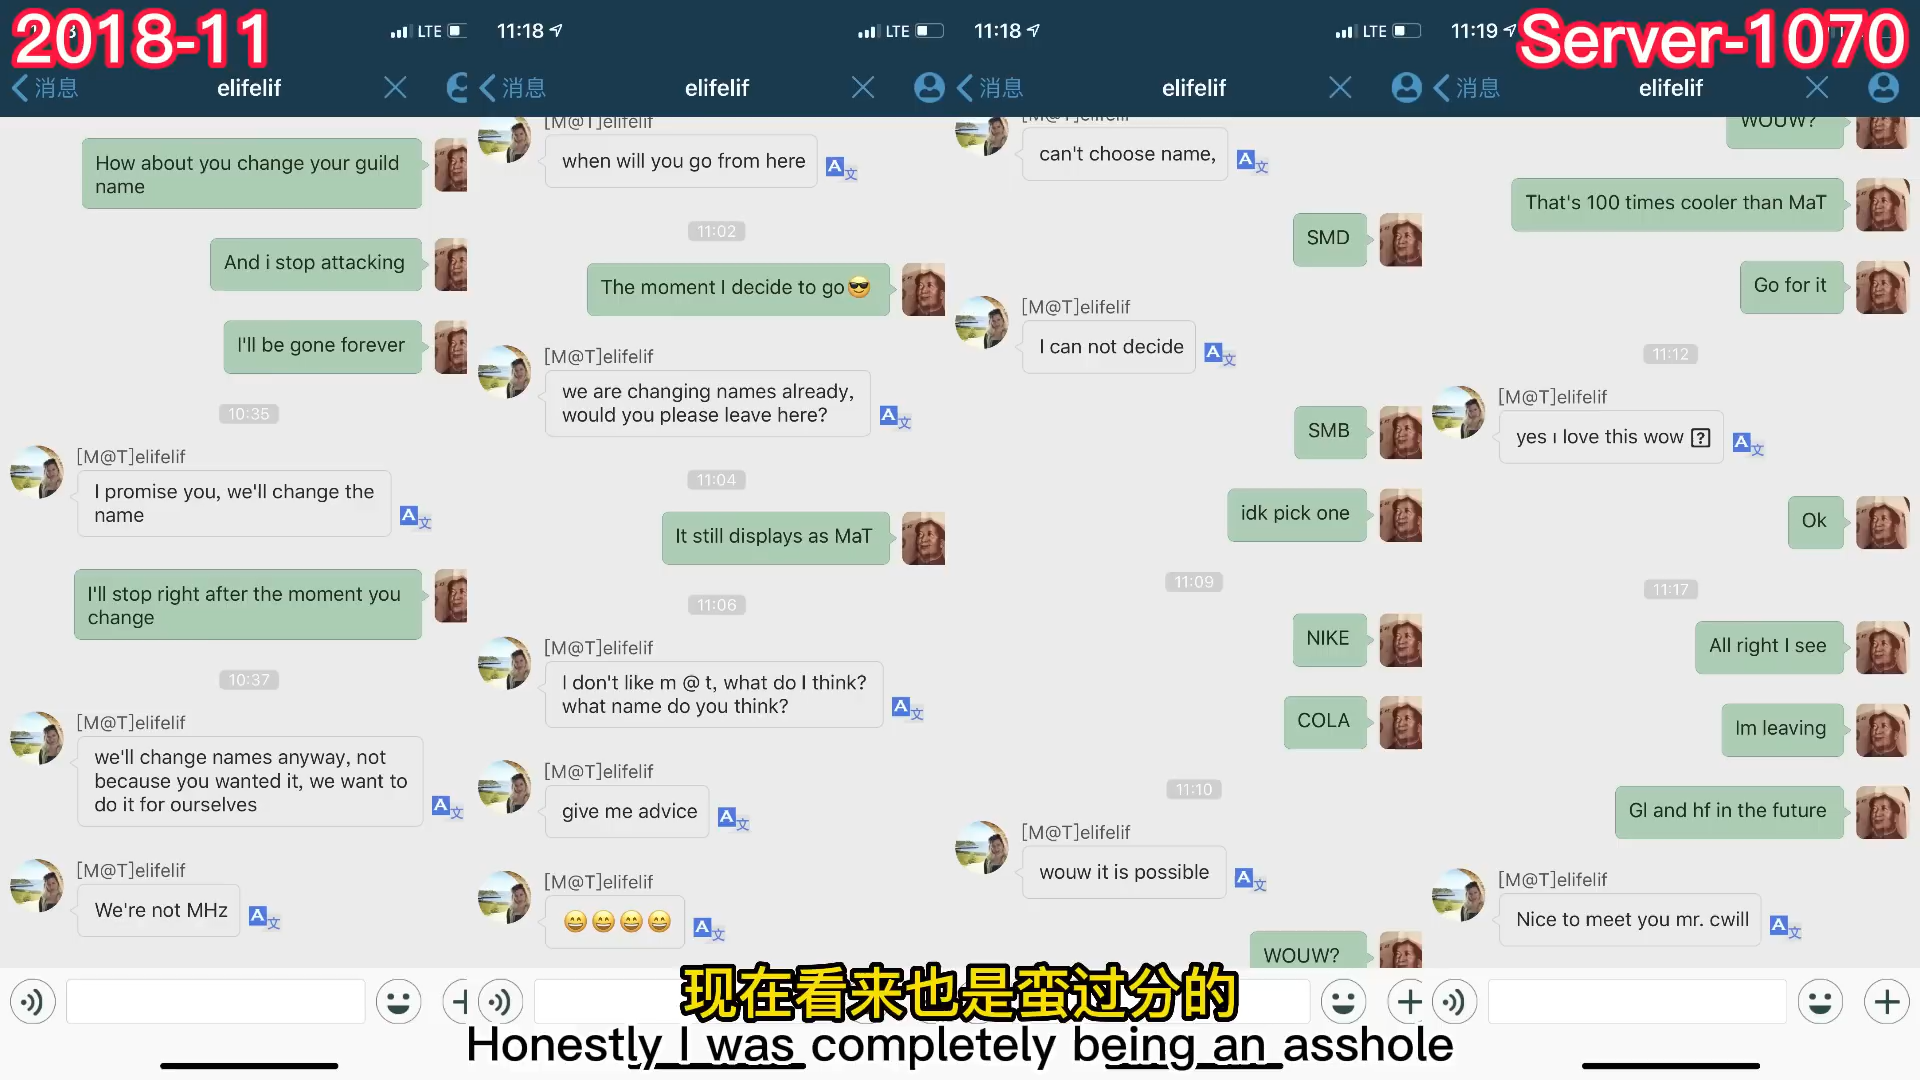 2018-11
LTE
11:18
LTE
11:18
LTE
11:19
Server-1070
消息
elifelif
消息
elifelif
消息
elifelif
消息
elifelif
How about you change your guild
name
And i stop attacking
I'll be gone forever
10:35
[M@T]elifelif
I promise you, we'll change the
name
I'll stop right after the moment you
change
10:37
[M@T]elifelif
we'll change names anyway, not
because you wanted it, we want to
do it for ourselves
[M@T]elifelif
We're not MHz
[M@T]elifelif
when will you go from here
11:02
The moment I decide to go😎
[M@T]elifelif
we are changing names already,
would you please leave here?
11:04
It still displays as MaT
11:06
[M@T]elifelif
I don't like m @ t, what do I think?
what name do you think?
[M@T]elifelif
give me advice
[M@T]elifelif
😄😄😄😄
[M@T]elifelif
can't choose name,
SMD
[M@T]elifelif
I can not decide
SMB
idk pick one
11:09
NIKE
COLA
11:10
[M@T]elifelif
wouw it is possible
WOUW?
WOUW?
That's 100 times cooler than MaT
Go for it
11:12
[M@T]elifelif
yes ı love this wow ?
Ok
11:17
All right I see
Im leaving
Gl and hf in the future
[M@T]elifelif
Nice to meet you mr. cwill
现在看来也是蛮过分的
Honestly I was completely being an asshole